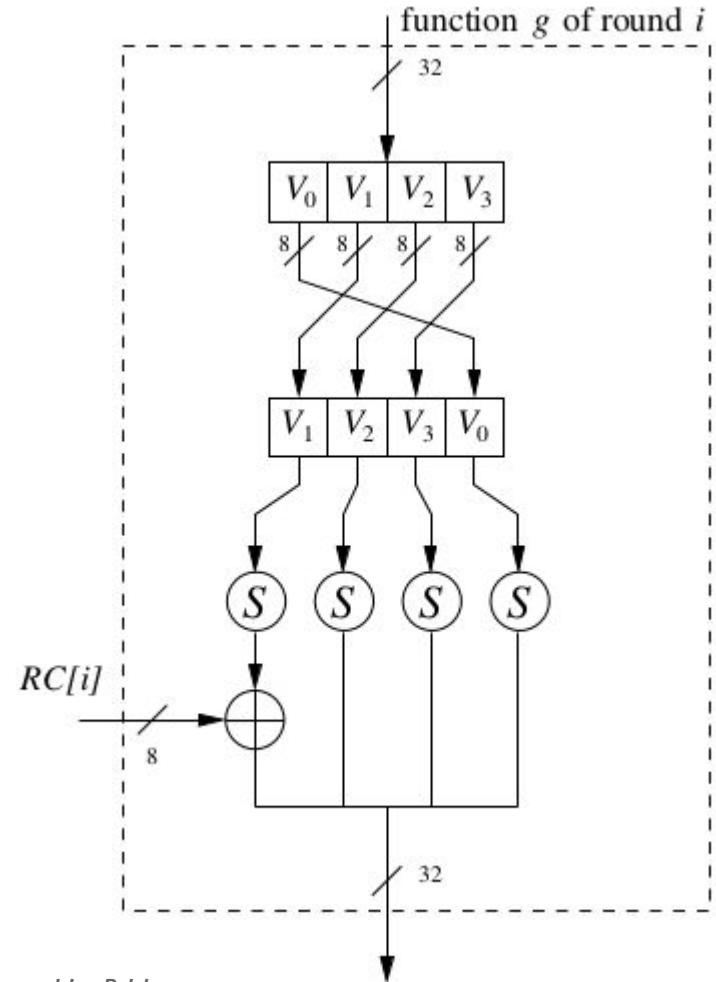 function g of round i
32
V0 V1 V2 V3
8 8 8 8
V1 V2 V3 V0
S S S S
RC[i]
8
32